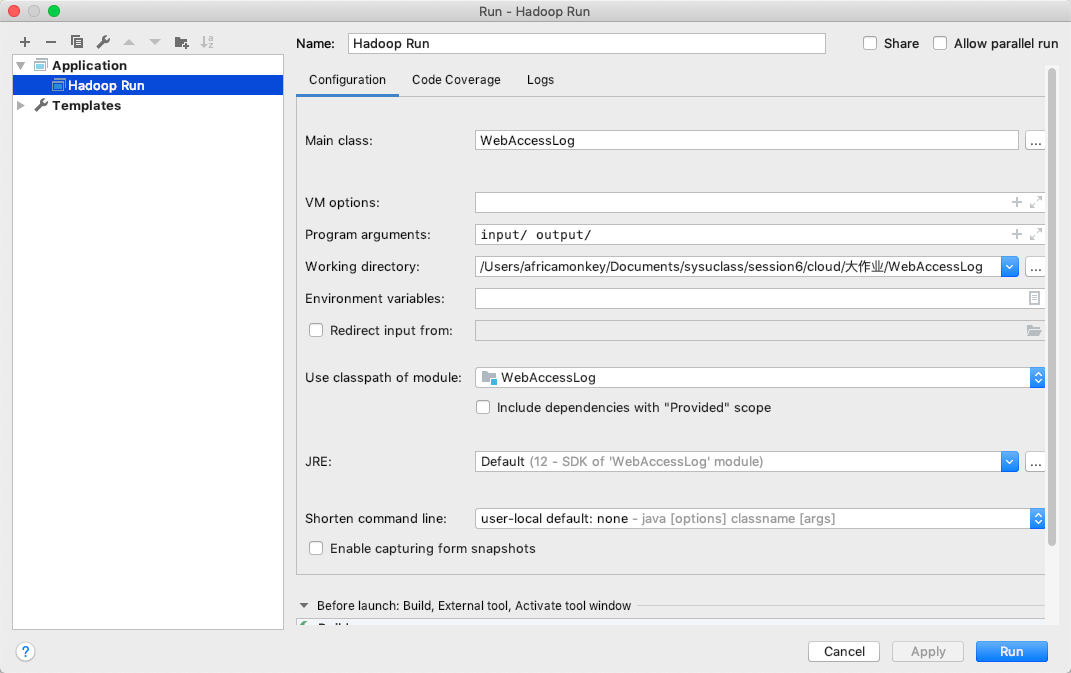 Run - Hadoop Run
Name: Hadoop Run Share Allow parallel run
Application
Hadoop Run
Templates
Configuration Code Coverage Logs
Main class: WebAccessLog ...
VM options:
Program arguments: input/ output/
Working directory: /Users/africamonkey/Documents/sysuclass/session6/cloud/大作业/WebAccessLog ...
Environment variables:
Redirect input from:
Use classpath of module: WebAccessLog
Include dependencies with "Provided" scope
JRE: Default (12 - SDK of 'WebAccessLog' module) ...
Shorten command line: user-local default: none - java [options] classname [args]
Enable capturing form snapshots
Before launch: Build, External tool, Activate tool window
? Cancel Apply Run